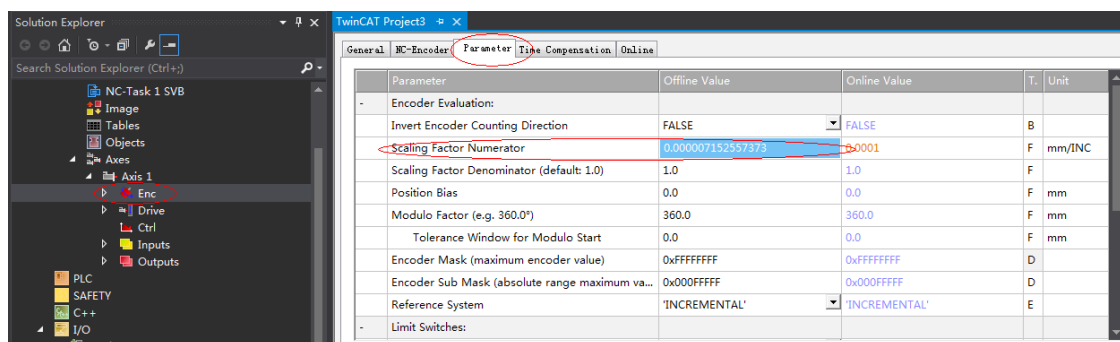 Solution Explorer
TwinCAT Project3
Search Solution Explorer (Ctrl+;)
NC-Task 1 SVB
Image
Tables
Objects
Axes
Axis 1
Enc
Drive
Ctrl
Inputs
Outputs
PLC
SAFETY
C++
I/O
General NC-Encoder Parameter Time Compensation Online
Parameter Offline Value Online Value T. Unit
- Encoder Evaluation:
Invert Encoder Counting Direction FALSE FALSE B
Scaling Factor Numerator 0.000007152557373 0.0001 F mm/INC
Scaling Factor Denominator (default: 1.0) 1.0 1.0 F
Position Bias 0.0 0.0 F mm
Modulo Factor (e.g. 360.0°) 360.0 360.0 F mm
Tolerance Window for Modulo Start 0.0 0.0 F mm
Encoder Mask (maximum encoder value) 0xFFFFFFFF 0xFFFFFFFF D
Encoder Sub Mask (absolute range maximum va... 0x000FFFFF 0x000FFFFF D
Reference System 'INCREMENTAL' 'INCREMENTAL' E
- Limit Switches: